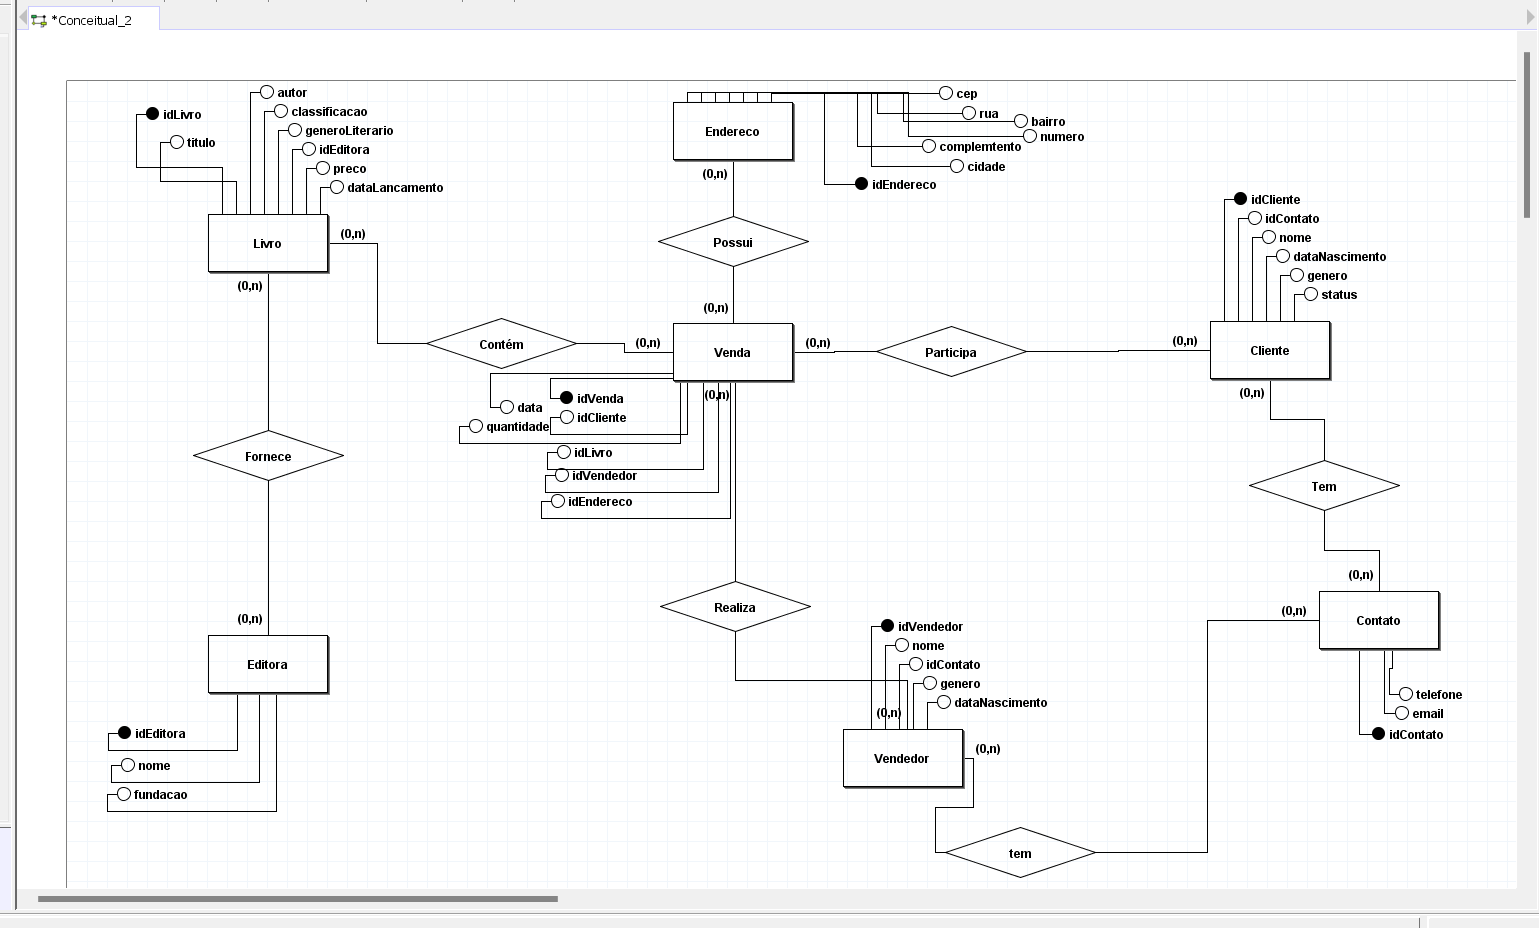 *Conceitual_2
idLivro
titulo
autor
classificacao
generoLiterario
idEditora
preco
dataLancamento
Livro
(0,n)
(0,n)
Endereco
cep
rua
bairro
numero
complemtento
cidade
idEndereco
(0,n)
Possui
(0,n)
idCliente
idContato
nome
dataNascimento
genero
status
Contém
(0,n)
Venda
(0,n)
Participa
(0,n)
Cliente
(0,n)
(0,n)
data
idVenda
idCliente
quantidade
idLivro
idVendedor
idEndereco
Fornece
Tem
(0,n)
Editora
idEditora
nome
fundacao
Realiza
idVendedor
nome
idContato
genero
dataNascimento
(0,n)
Vendedor
(0,n)
tem
(0,n)
(0,n)
Contato
telefone
email
idContato